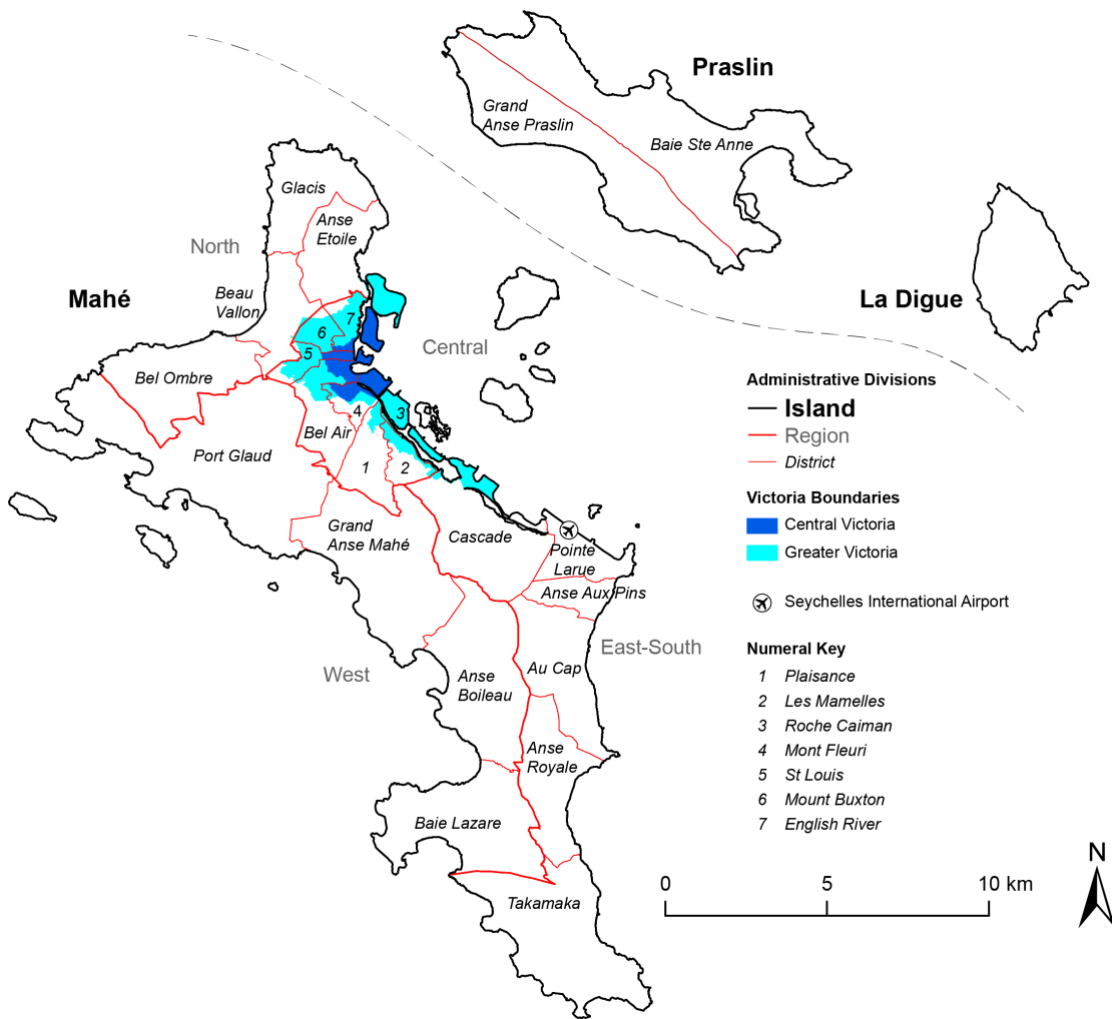 Praslin
Grand
Anse Praslin
Baie Ste Anne
Glacis
Anse
Etoile
North
Mahé
Beau
Vallon
La Digue
7
6
Central
5
Bel Ombre
4
3
Bel Air
Port Glaud
1
2
Grand
Anse Mahé
Cascade
Pointe
Larue
Anse Aux Pins
East-South
West
Au Cap
Anse
Boileau
Anse
Royale
Baie Lazare
Takamaka
Administrative Divisions
Island
Region
District
Victoria Boundaries
Central Victoria
Greater Victoria
Seychelles International Airport
Numeral Key
1 Plaisance
2 Les Mamelles
3 Roche Caiman
4 Mont Fleuri
5 St Louis
6 Mount Buxton
7 English River
N
0 5 10 km